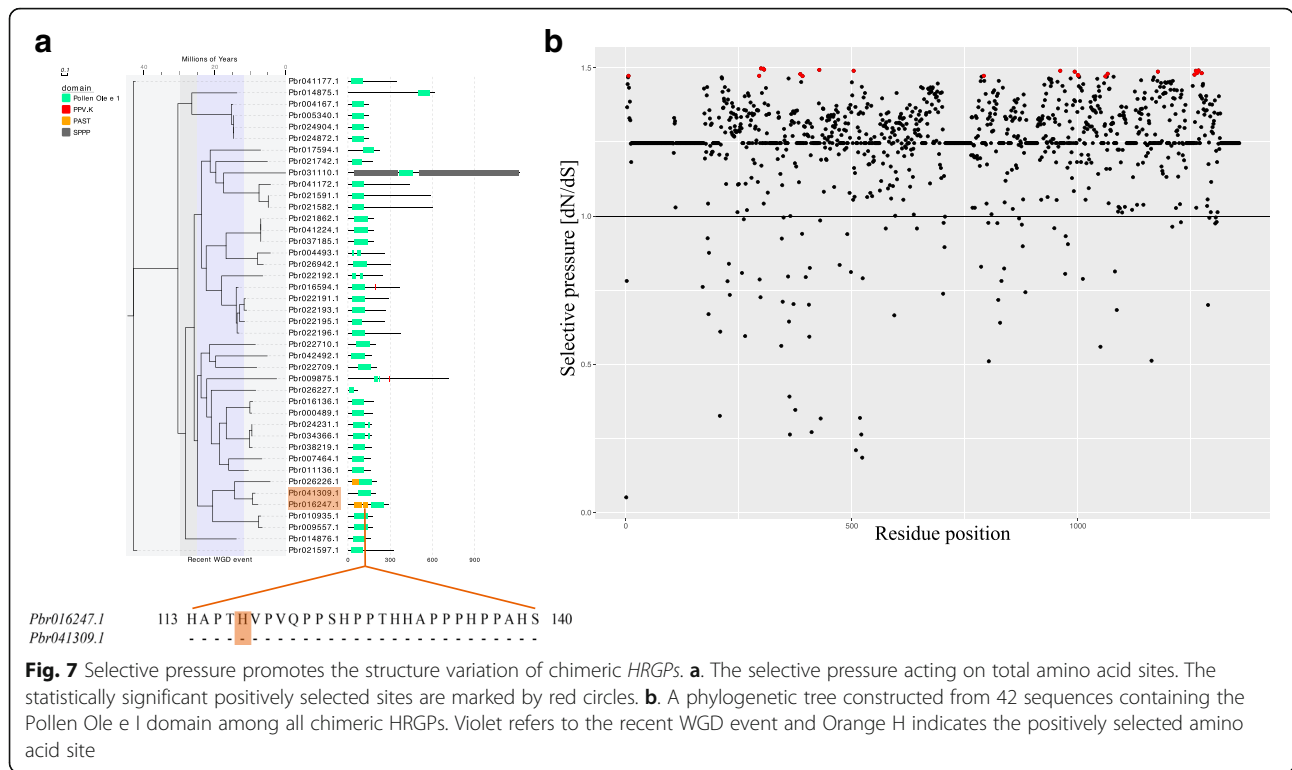 a
b
0.1
Millions of Years
40 20 0
domain
Pollen Ole e 1
PPV.K
PAST
SPPP
Pbr041177.1
Pbr014875.1
Pbr004167.1
Pbr005340.1
Pbr024904.1
Pbr024872.1
Pbr017594.1
Pbr021742.1
Pbr031110.1
Pbr041172.1
Pbr021591.1
Pbr021582.1
Pbr021862.1
Pbr041224.1
Pbr037185.1
Pbr004493.1
Pbr026942.1
Pbr022192.1
Pbr016594.1
Pbr022191.1
Pbr022193.1
Pbr022195.1
Pbr022196.1
Pbr022710.1
Pbr042492.1
Pbr022709.1
Pbr009875.1
Pbr026227.1
Pbr016136.1
Pbr000489.1
Pbr024231.1
Pbr034366.1
Pbr038219.1
Pbr007464.1
Pbr011136.1
Pbr026226.1
Pbr041309.1
Pbr016247.1
Pbr010935.1
Pbr009557.1
Pbr014876.1
Pbr021597.1
Recent WGD event
0 300 600 900
Pbr016247.1 113 HAPTHVPVQPPSHPPTHHAPPPHPPAHS 140
Pbr041309.1 - - - - - - - - - - - - - - - - - - - - - - - - - - - -
Selective pressure [dN/dS]
1.5
1.0
0.5
0.0
0 500 1000
Residue position
Fig. 7 Selective pressure promotes the structure variation of chimeric HRGPs. a. The selective pressure acting on total amino acid sites. The
statistically significant positively selected sites are marked by red circles. b. A phylogenetic tree constructed from 42 sequences containing the
Pollen Ole e I domain among all chimeric HRGPs. Violet refers to the recent WGD event and Orange H indicates the positively selected amino
acid site